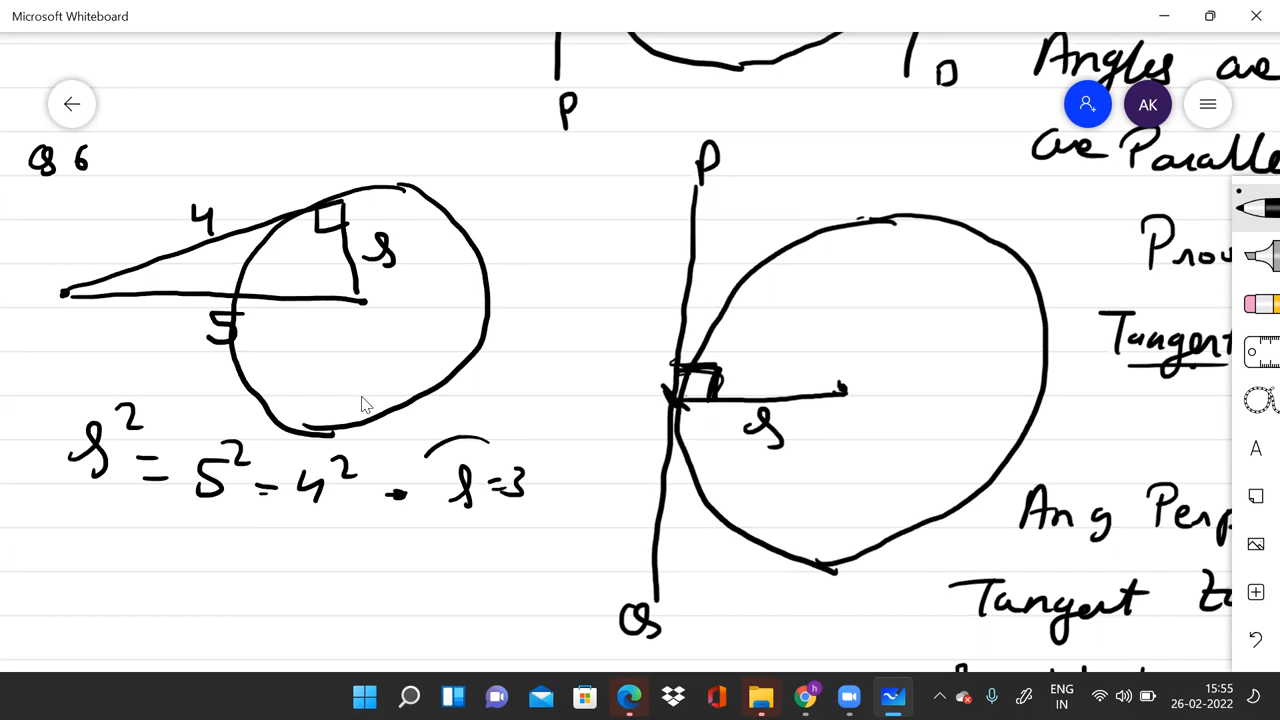 Microsoft Whiteboard
D
P
Angles are
are Paralle
AK
Q 6
4
r
5
r² = 5² - 4²
r = 3
P
r
Q
Prov
Tangent
Any Perp
Tangent
A
ENG
IN
15:55
26-02-2022